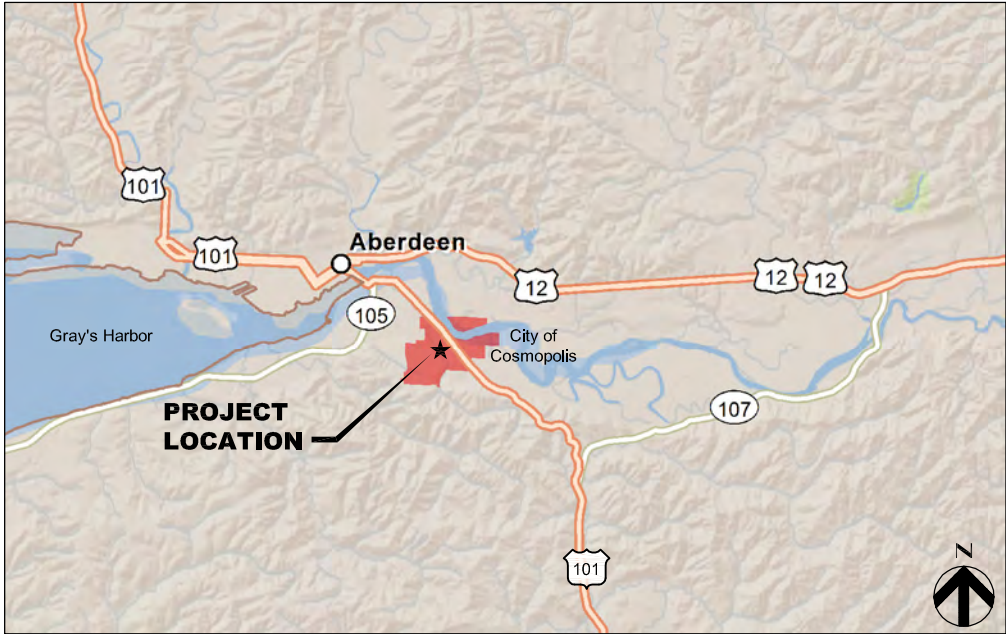 101
101
Aberdeen
12
12
12
105
Gray's Harbor
City of
Cosmopolis
PROJECT
LOCATION
107
101
N